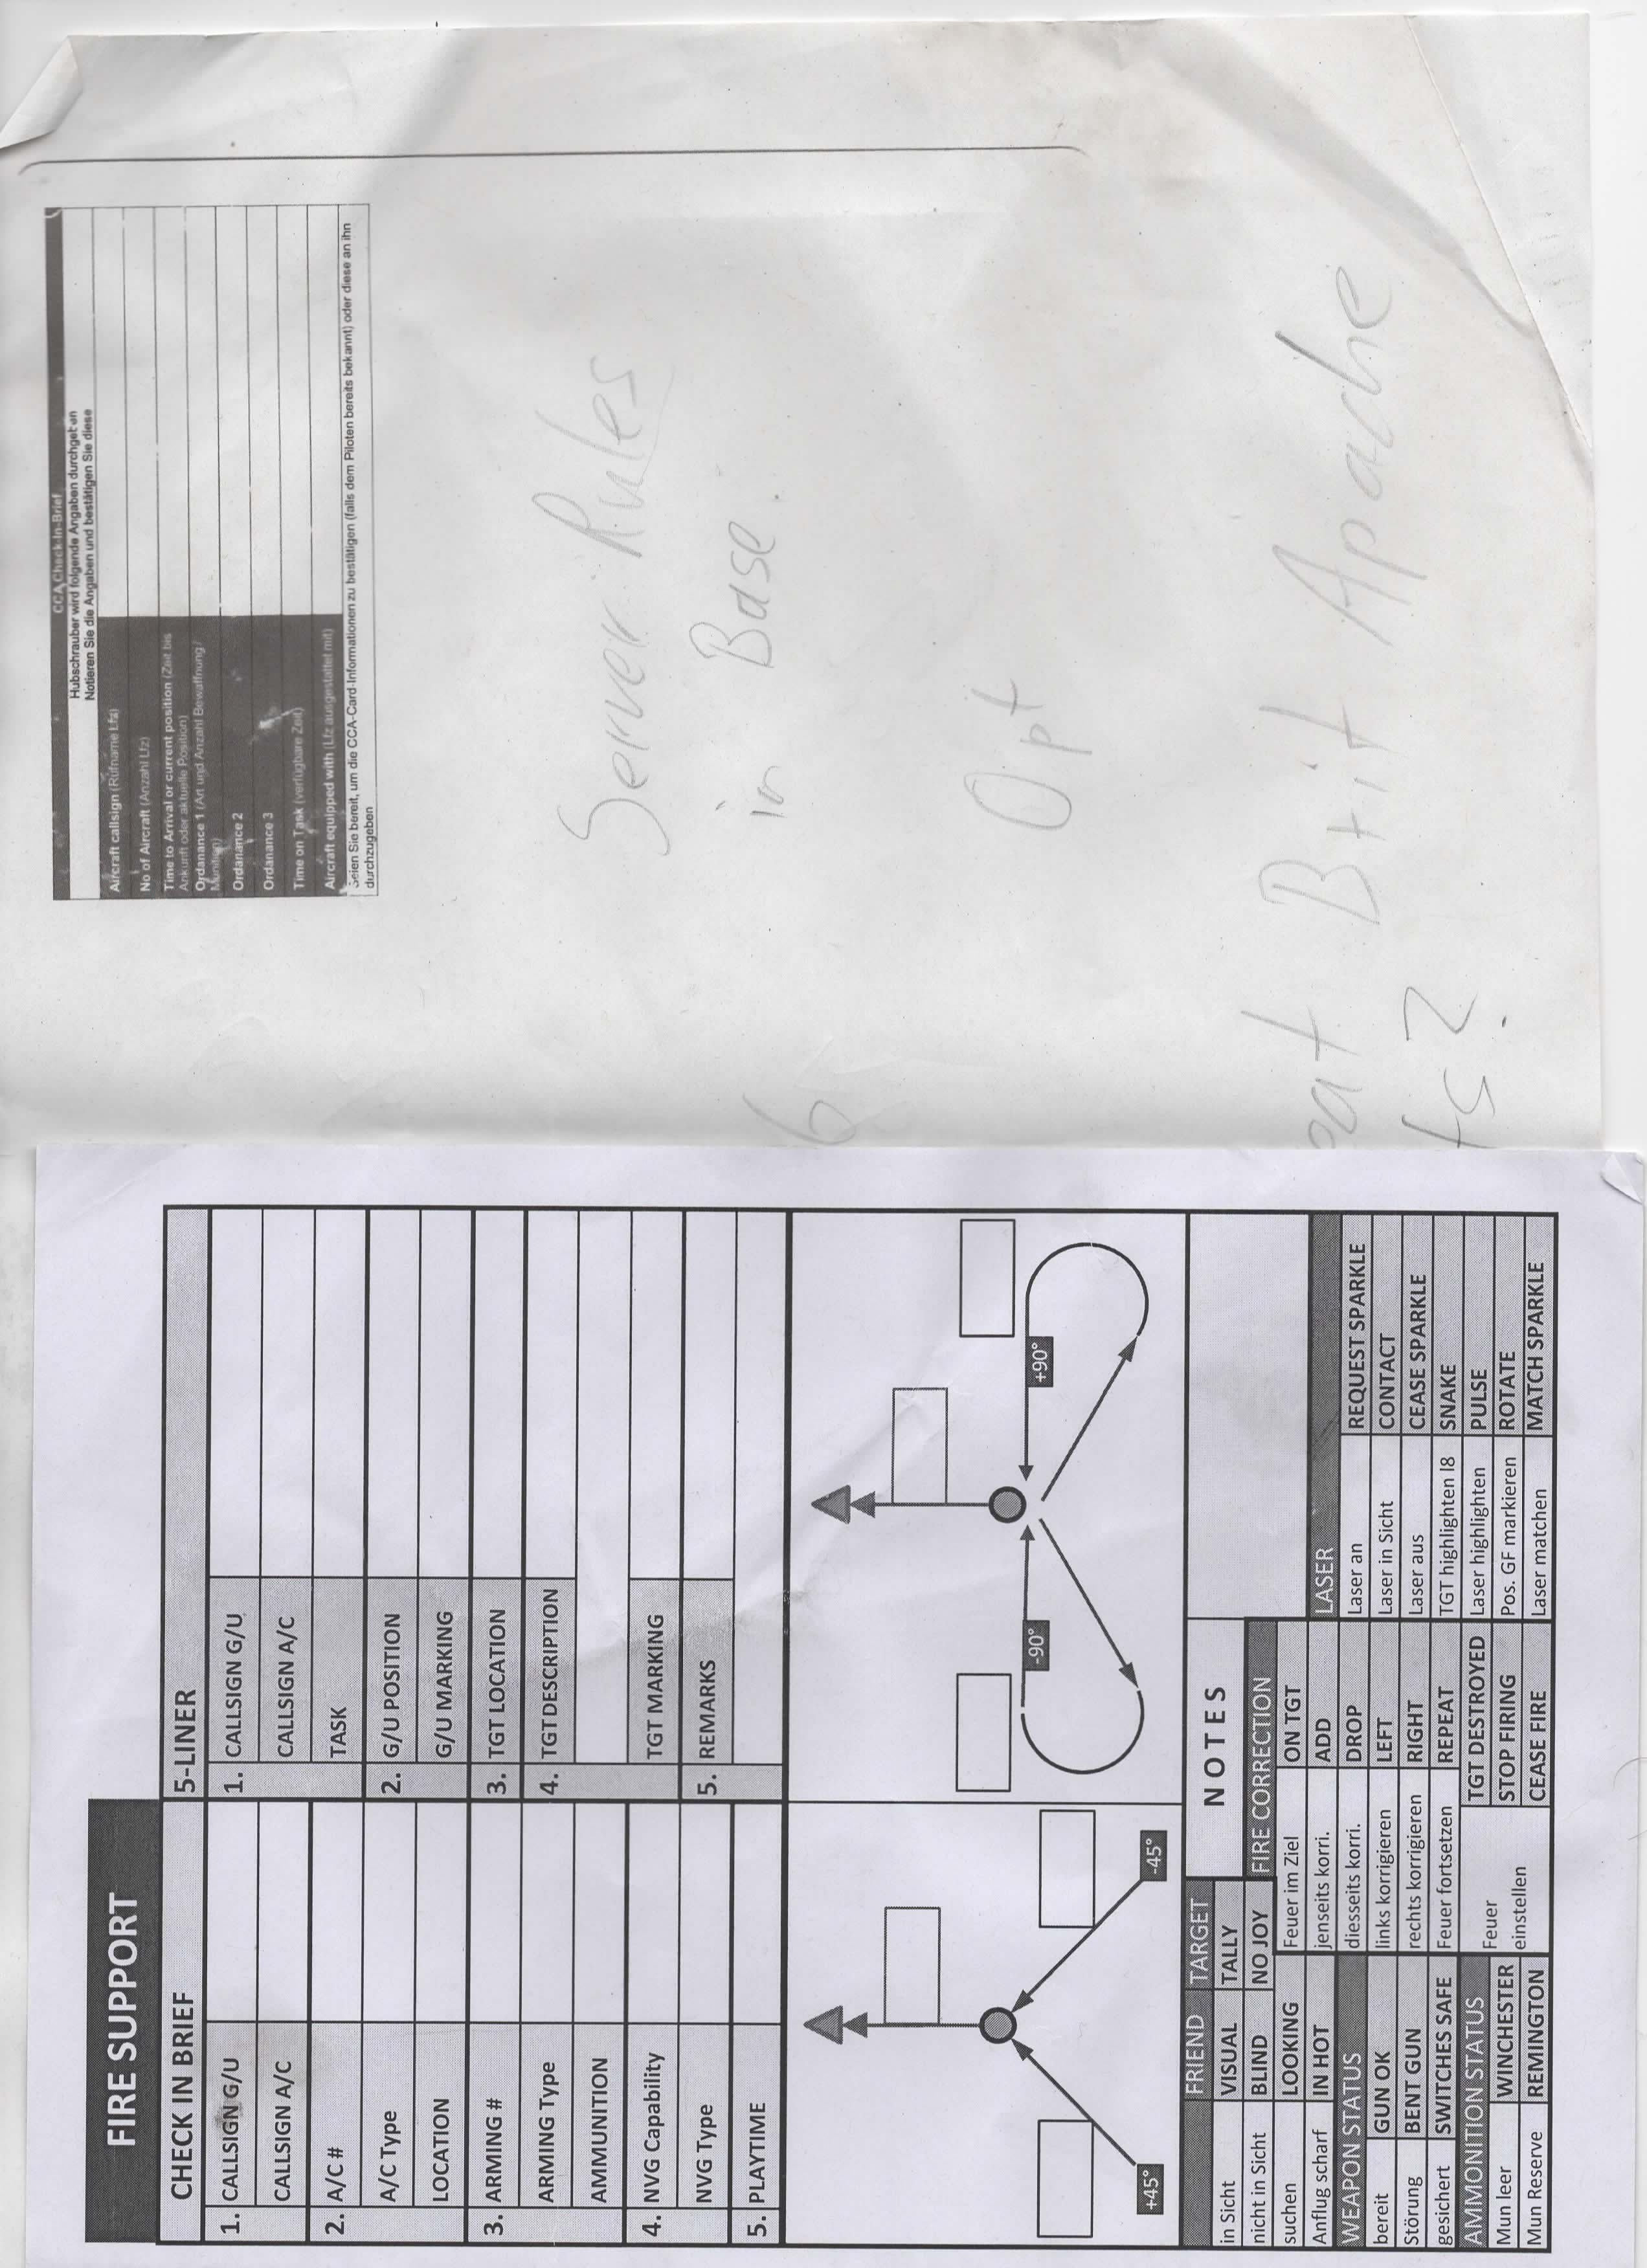 FIRE SUPPORT
CHECK IN BRIEF
1. CALLSIGN G/U
CALLSIGN A/C
2. A/C #
A/C Type
LOCATION
3. ARMING #
ARMING Type
AMMUNITION
4. NVG Capability
NVG Type
5. PLAYTIME
5-LINER
1. CALLSIGN G/U
CALLSIGN A/C
TASK
2. G/U POSITION
G/U MARKING
3. TGT LOCATION
4. TGT DESCRIPTION
TGT MARKING
5. REMARKS
+45°
-45°
-90°
+90°
FRIEND TARGET
in Sicht VISUAL TALLY
nicht in Sicht BLIND NO JOY
suchen LOOKING
Anflug scharf IN HOT
WEAPON STATUS
bereit GUN OK
Störung BENT GUN
gesichert SWITCHES SAFE
AMMONITION STATUS
Mun leer WINCHESTER
Mun Reserve REMINGTON
NOTES
FIRE CORRECTION
Feuer im Ziel ON TGT
jenseits korri. ADD
diesseits korri. DROP
links korrigieren LEFT
rechts korrigieren RIGHT
Feuer fortsetzen REPEAT
Feuer einstellen
TGT DESTROYED
STOP FIRING
CEASE FIRE
LASER
Laser an REQUEST SPARKLE
Laser in Sicht CONTACT
Laser aus CEASE SPARKLE
TGT highlighten I8 SNAKE
Laser highlighten PULSE
Pos. GF markieren ROTATE
Laser matchen MATCH SPARKLE
CCA Check-In-Brief
Hubschrauber wird folgende Angaben durchgeben
Notieren Sie die Angaben und bestätigen Sie diese
Aircraft callsign (Rufname Lfz)
No of Aircraft (Anzahl Lfz)
Time to Arrival or current position (Zeit bis
Ankunft oder aktuelle Position)
Ordanance 1 (Art und Anzahl Bewaffnung /
Munition)
Ordanance 2
Ordanance 3
Time on Task (verfügbare Zeit)
Aircraft equipped with (Lfz ausgestattet mit)
Seien Sie bereit, um die CCA-Card-Informationen zu bestätigen (falls dem Piloten bereits bekannt) oder diese an ihn
durchzugeben
Server Rules
in Base
Opt
Brit Apache
?